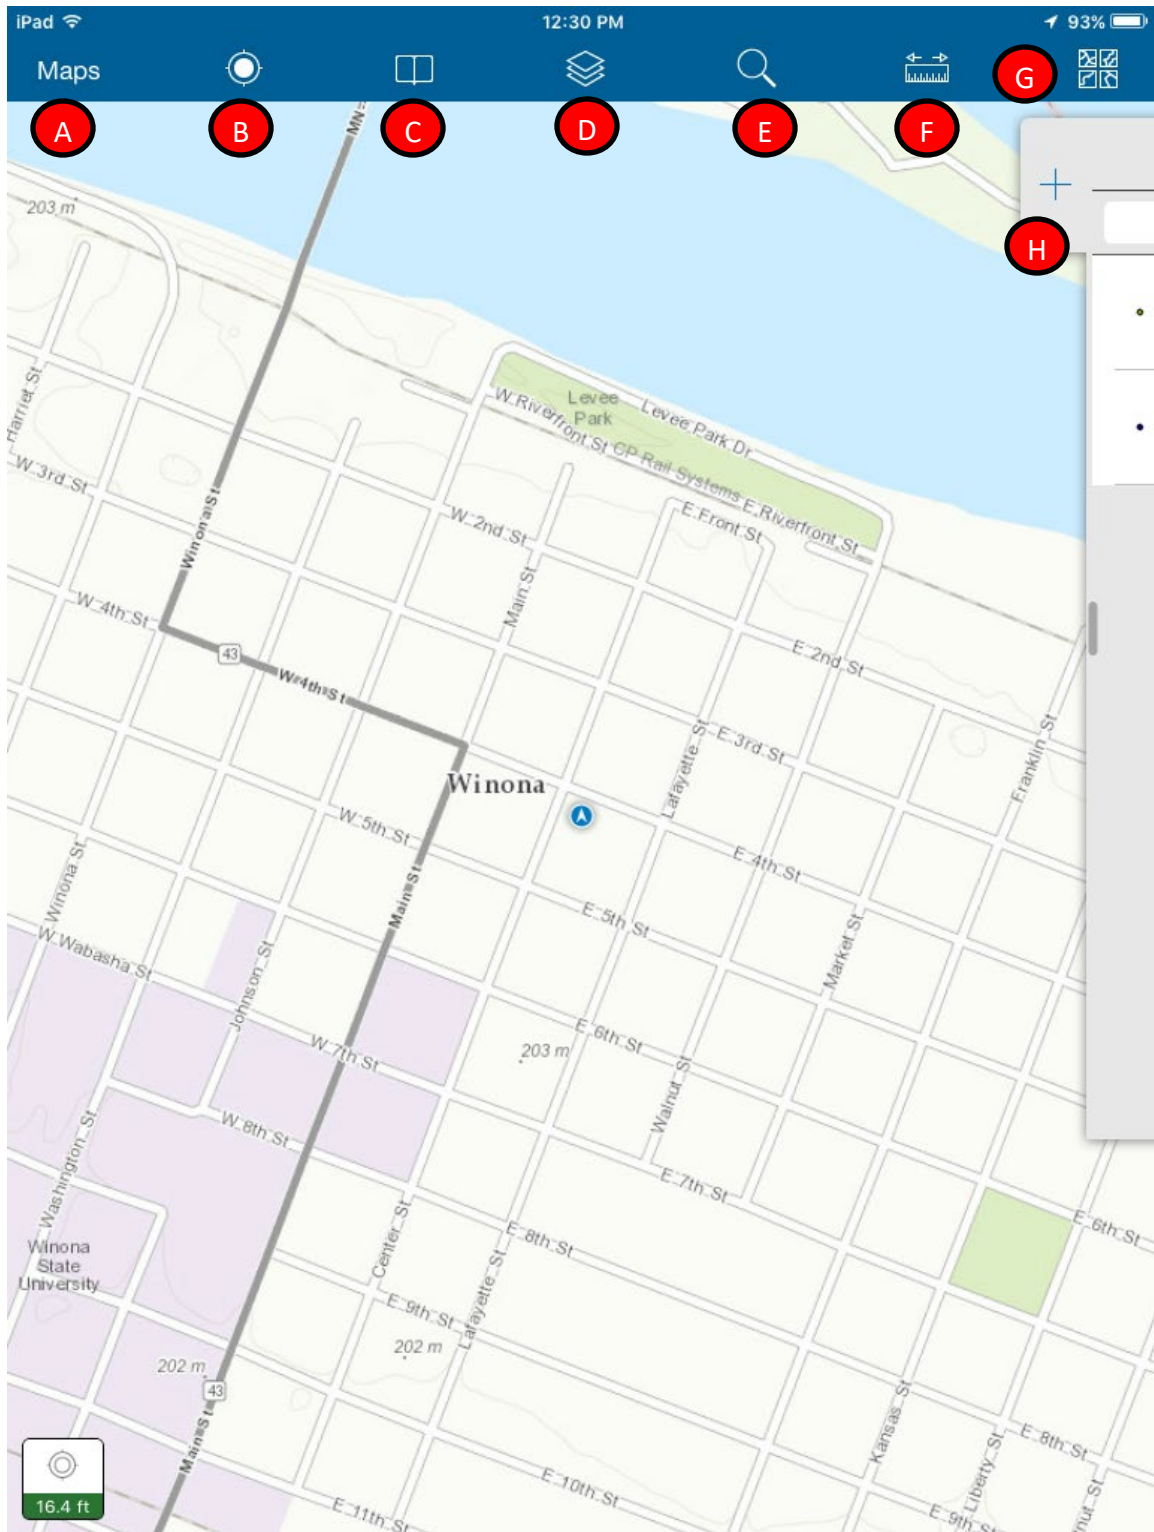 iPad 12:30 PM 93%
Maps
A B C D E F G
H
MN
203 m
Harriet St
Levee
Park
Levee Park Dr
W Riverfront St
CP Rail Systems
E Riverfront St
E Front St
W 3rd St
Winona St
W 2nd St
Main St
W 4th St
43
W 4th St
E 2nd St
Lafayette St
E 3rd St
Franklin St
Winona
W 5th St
E 4th St
Winona St
Main St
E 5th St
Market St
W Wabasha St
Johnson St
W 7th St
E 6th St
203 m
Walnut St
W 8th St
E 7th St
Washington St
E 6th St
Winona
State
University
Center St
E 8th St
Lafayette St
E 9th St
202 m
202 m
43
Main St
Kansas St
E 8th St
Liberty St
E 10th St
16.4 ft
E 11th St
E 9th St
nut St